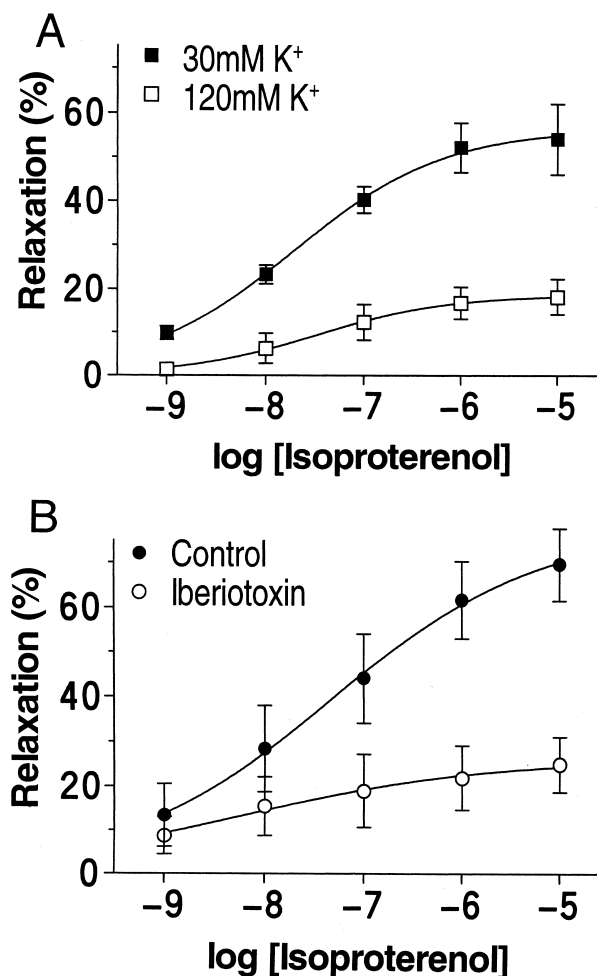 A
30mM K⁺
120mM K⁺
Relaxation (%)
60
40
20
0
−9 −8 −7 −6 −5
log [Isoproterenol]
B
Control
Iberiotoxin
Relaxation (%)
60
40
20
0
−9 −8 −7 −6 −5
log [Isoproterenol]